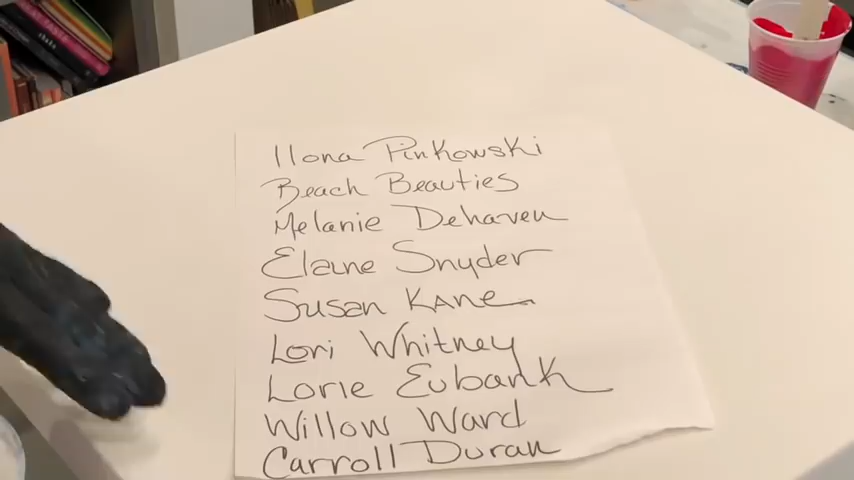 Ilona Pinkowski
Beach Beauties
Melanie Dehaven
Elaine Snyder
Susan Kane
Lori Whitney
Lorie Eubank
Willow Ward
Carroll Duran